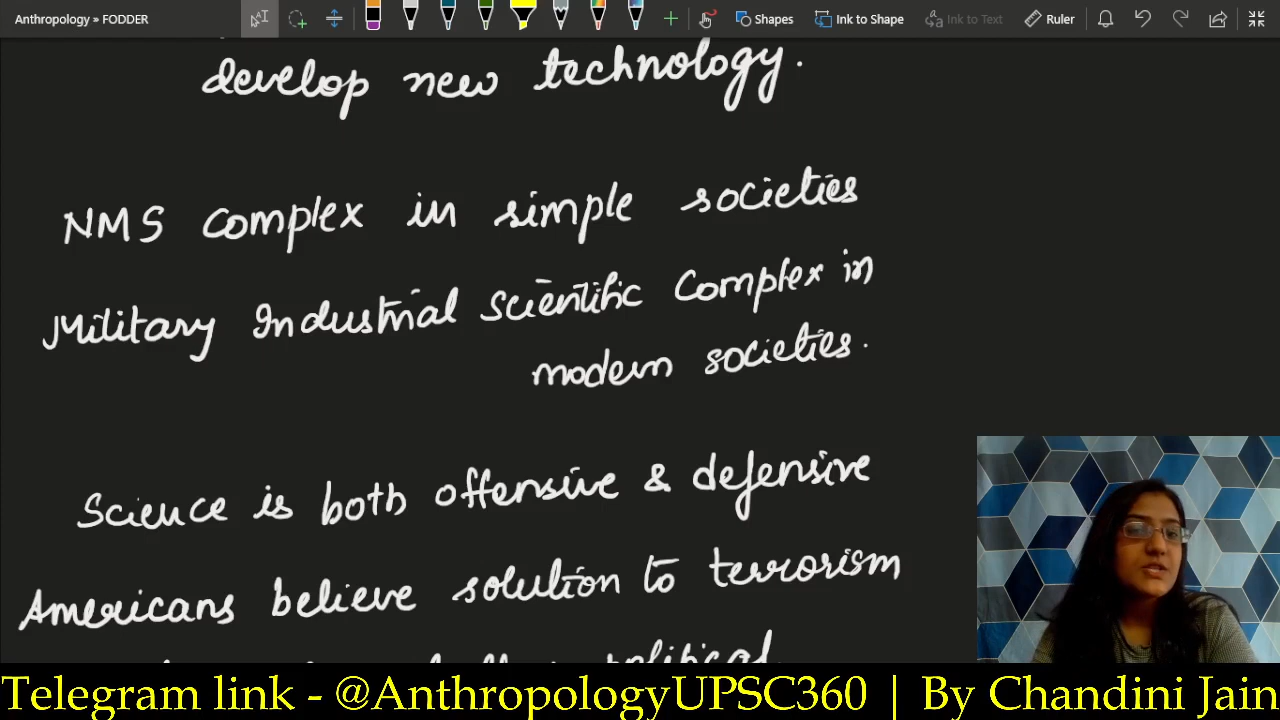 Anthropology » FODDER
Shapes
Ink to Shape
Ink to Text
Ruler
develop new technology.
NMS complex in simple societies
Military Industrial Scientific Complex in
modern societies.
Science is both offensive & defensive
Americans believe solution to terrorism
political
Telegram link - @AnthropologyUPSC360 | By Chandini Jain